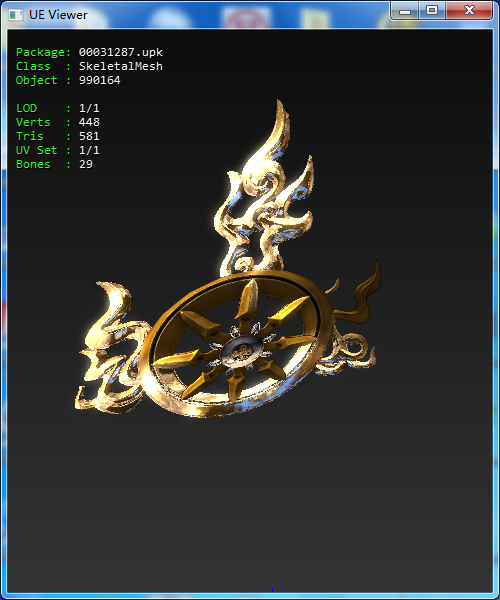 UE Viewer
Package: 00031287.upk
Class : SkeletalMesh
Object : 990164
LOD : 1/1
Verts : 448
Tris : 581
UV Set : 1/1
Bones : 29